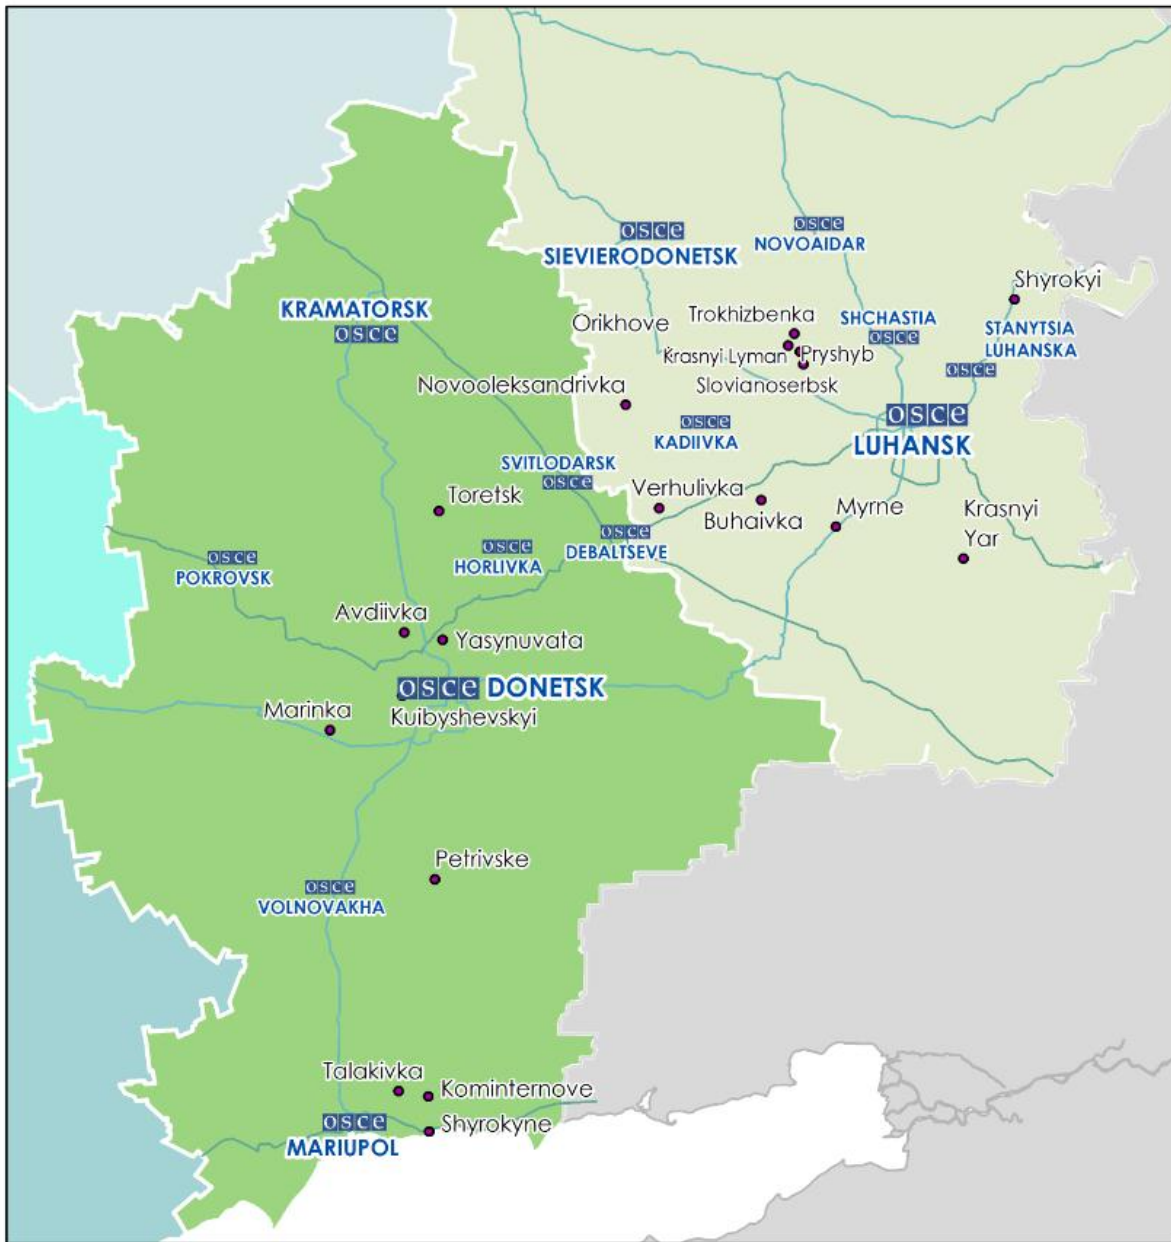 osce
SIEVIERODONETSK
osce
NOVOAIDAR
Shyrokyi
KRAMATORSK
osce
Orikhove
Trokhizbenka
SHCHASTIA
osce
STANYTSIA
LUHANSKA
osce
Krasnyi Lyman
Pryshyb
Slovianoserbsk
Novooleksandrivka
osce
KADIIVKA
osce
LUHANSK
SVITLODARSK
osce
Toretsk
Verhulivka
Buhaivka
Myrne
Krasnyi
Yar
osce
DEBALTSEVE
osce
HORLIVKA
osce
POKROVSK
Avdiivka
Yasynuvata
osce DONETSK
Kuibyshevskyi
Marinka
Petrivske
osce
VOLNOVAKHA
Talakivka
Kominternove
osce
MARIUPOL
Shyrokyne